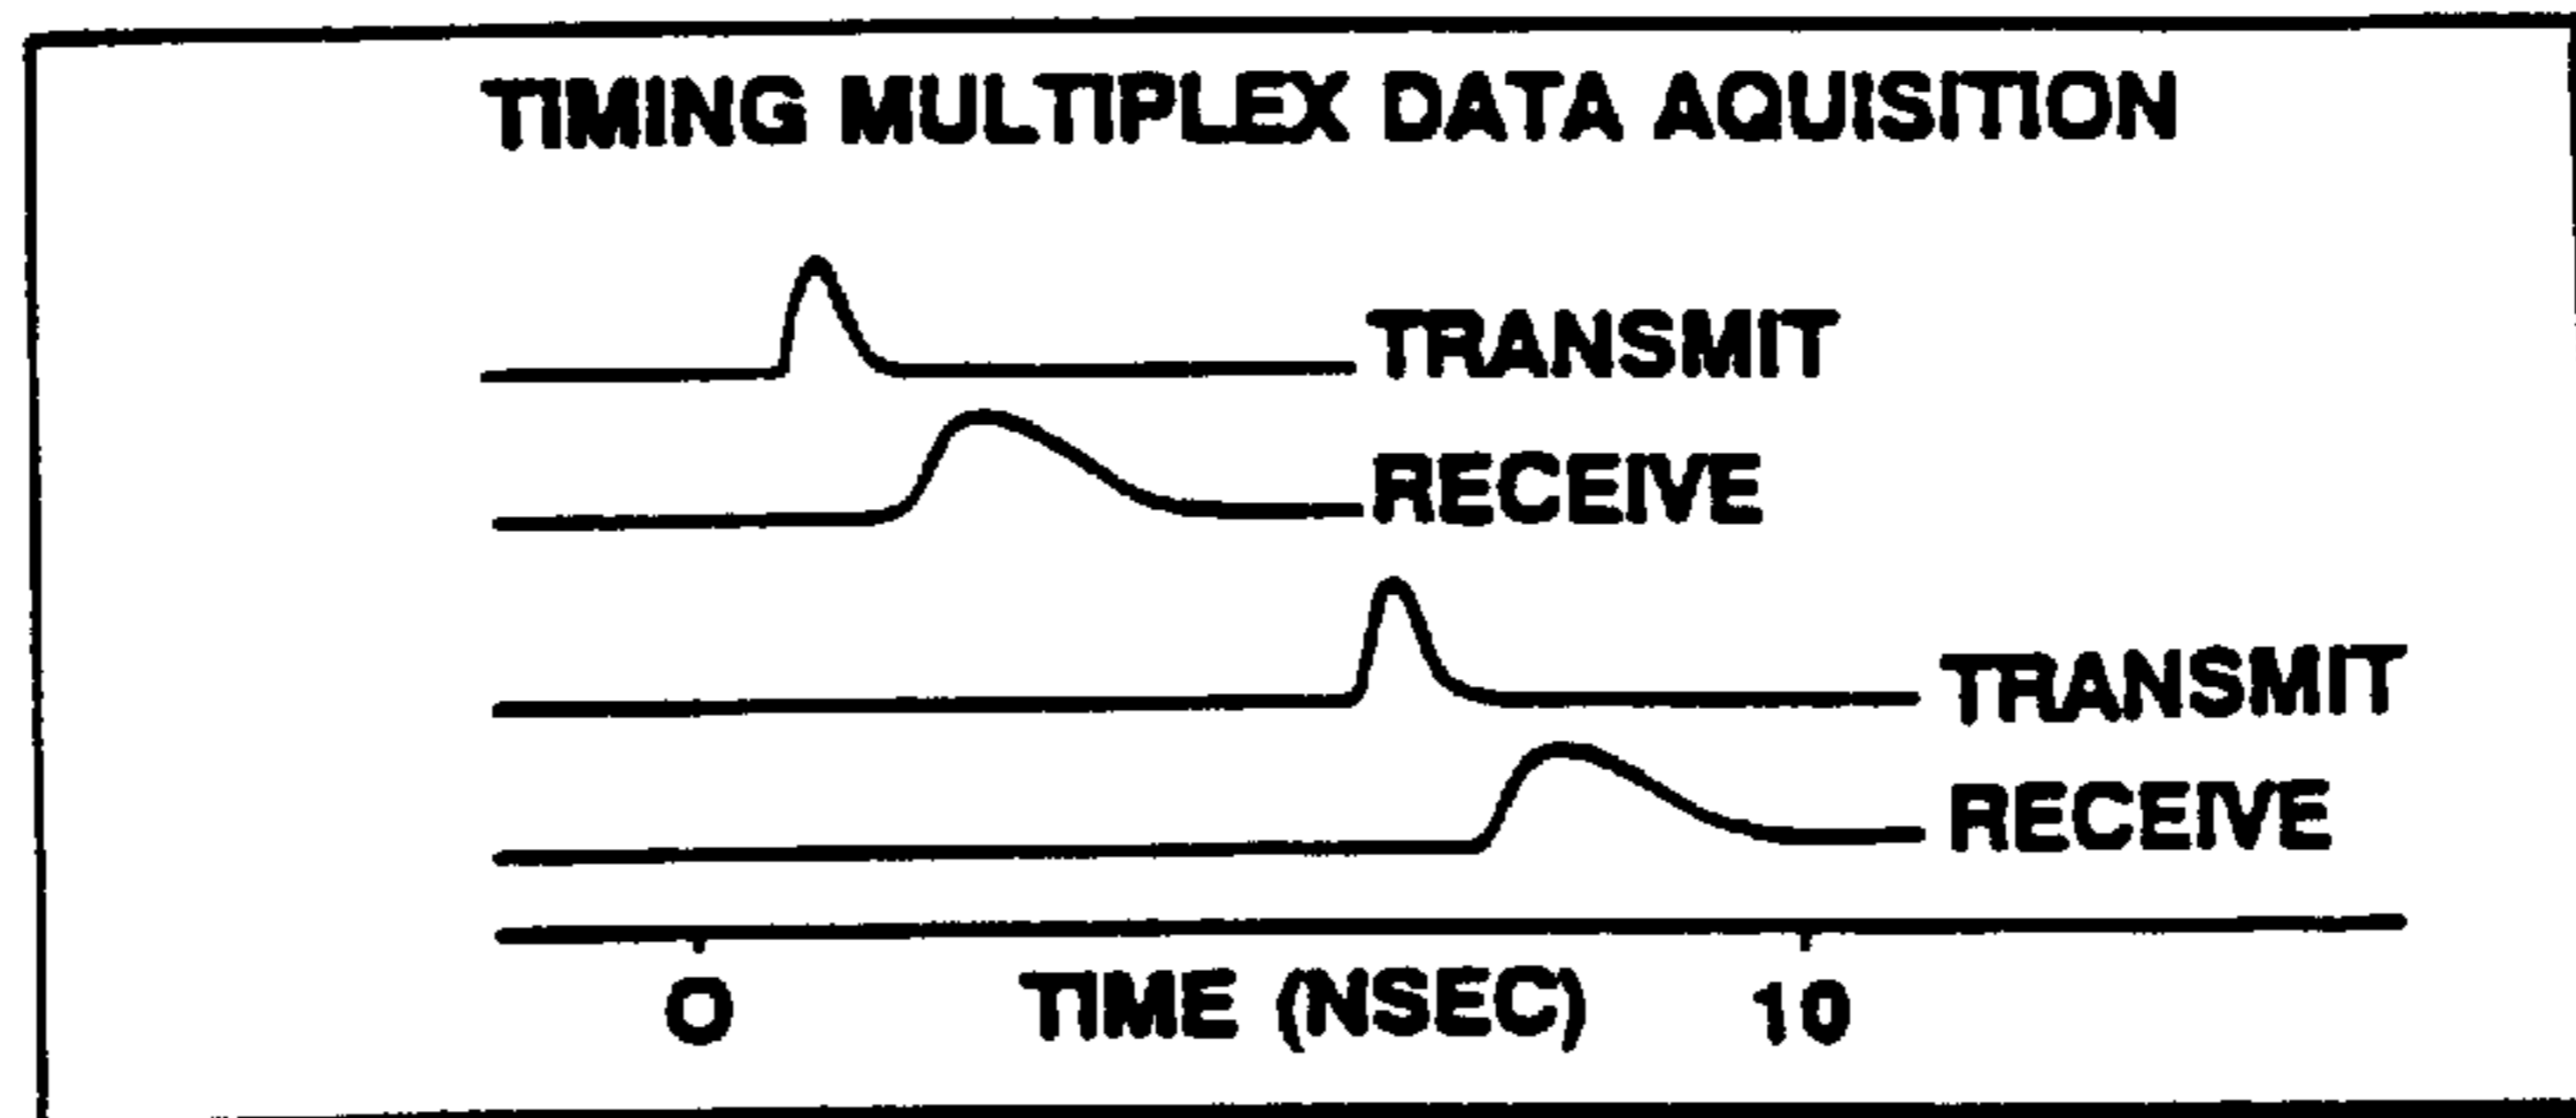 TIMING MULTIPLEX DATA AQUISITION
TRANSMIT
RECEIVE
TRANSMIT
RECEIVE
0 TIME (NSEC) 10